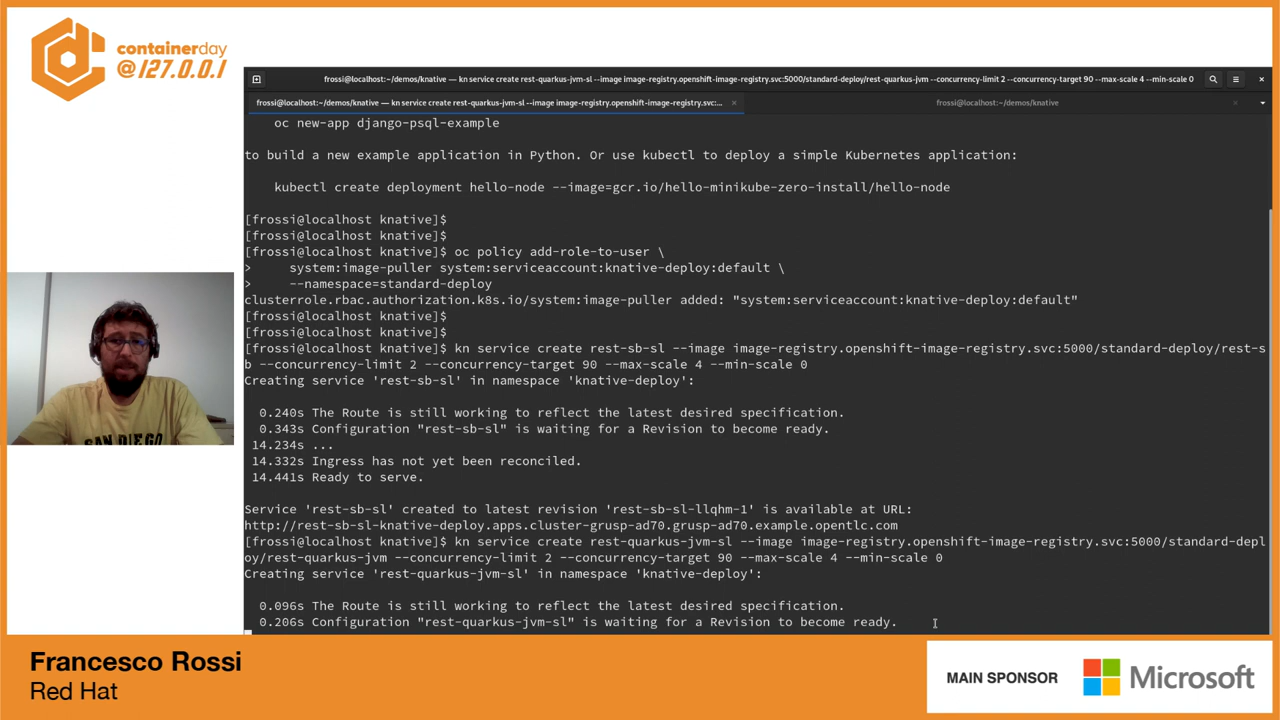 containerday
@127.0.0.1
frossi@localhost:~/demos/knative — kn service create rest-quarkus-jvm-sl --image image-registry.openshift-image-registry.svc:5000/standard-deploy/rest-quarkus-jvm --concurrency-limit 2 --concurrency-target 90 --max-scale 4 --min-scale 0
frossi@localhost:~/demos/knative — kn service create rest-quarkus-jvm-sl --image image-registry.openshift-image-registry.svc:...
frossi@localhost:~/demos/knative
oc new-app django-psql-example
to build a new example application in Python. Or use kubectl to deploy a simple Kubernetes application:
kubectl create deployment hello-node --image=gcr.io/hello-minikube-zero-install/hello-node
[frossi@localhost knative]$
[frossi@localhost knative]$
[frossi@localhost knative]$ oc policy add-role-to-user \
> system:image-puller system:serviceaccount:knative-deploy:default \
> --namespace=standard-deploy
clusterrole.rbac.authorization.k8s.io/system:image-puller added: "system:serviceaccount:knative-deploy:default"
[frossi@localhost knative]$
[frossi@localhost knative]$
[frossi@localhost knative]$ kn service create rest-sb-sl --image image-registry.openshift-image-registry.svc:5000/standard-deploy/rest-s
b --concurrency-limit 2 --concurrency-target 90 --max-scale 4 --min-scale 0
Creating service 'rest-sb-sl' in namespace 'knative-deploy':
0.240s The Route is still working to reflect the latest desired specification.
0.343s Configuration "rest-sb-sl" is waiting for a Revision to become ready.
14.234s ...
14.332s Ingress has not yet been reconciled.
14.441s Ready to serve.
Service 'rest-sb-sl' created to latest revision 'rest-sb-sl-llqhm-1' is available at URL:
http://rest-sb-sl-knative-deploy.apps.cluster-grusp-ad70.grusp-ad70.example.opentlc.com
[frossi@localhost knative]$ kn service create rest-quarkus-jvm-sl --image image-registry.openshift-image-registry.svc:5000/standard-depl
oy/rest-quarkus-jvm --concurrency-limit 2 --concurrency-target 90 --max-scale 4 --min-scale 0
Creating service 'rest-quarkus-jvm-sl' in namespace 'knative-deploy':
0.096s The Route is still working to reflect the latest desired specification.
0.206s Configuration "rest-quarkus-jvm-sl" is waiting for a Revision to become ready.
SAN DIEGO
Francesco Rossi
Red Hat
MAIN SPONSOR
Microsoft